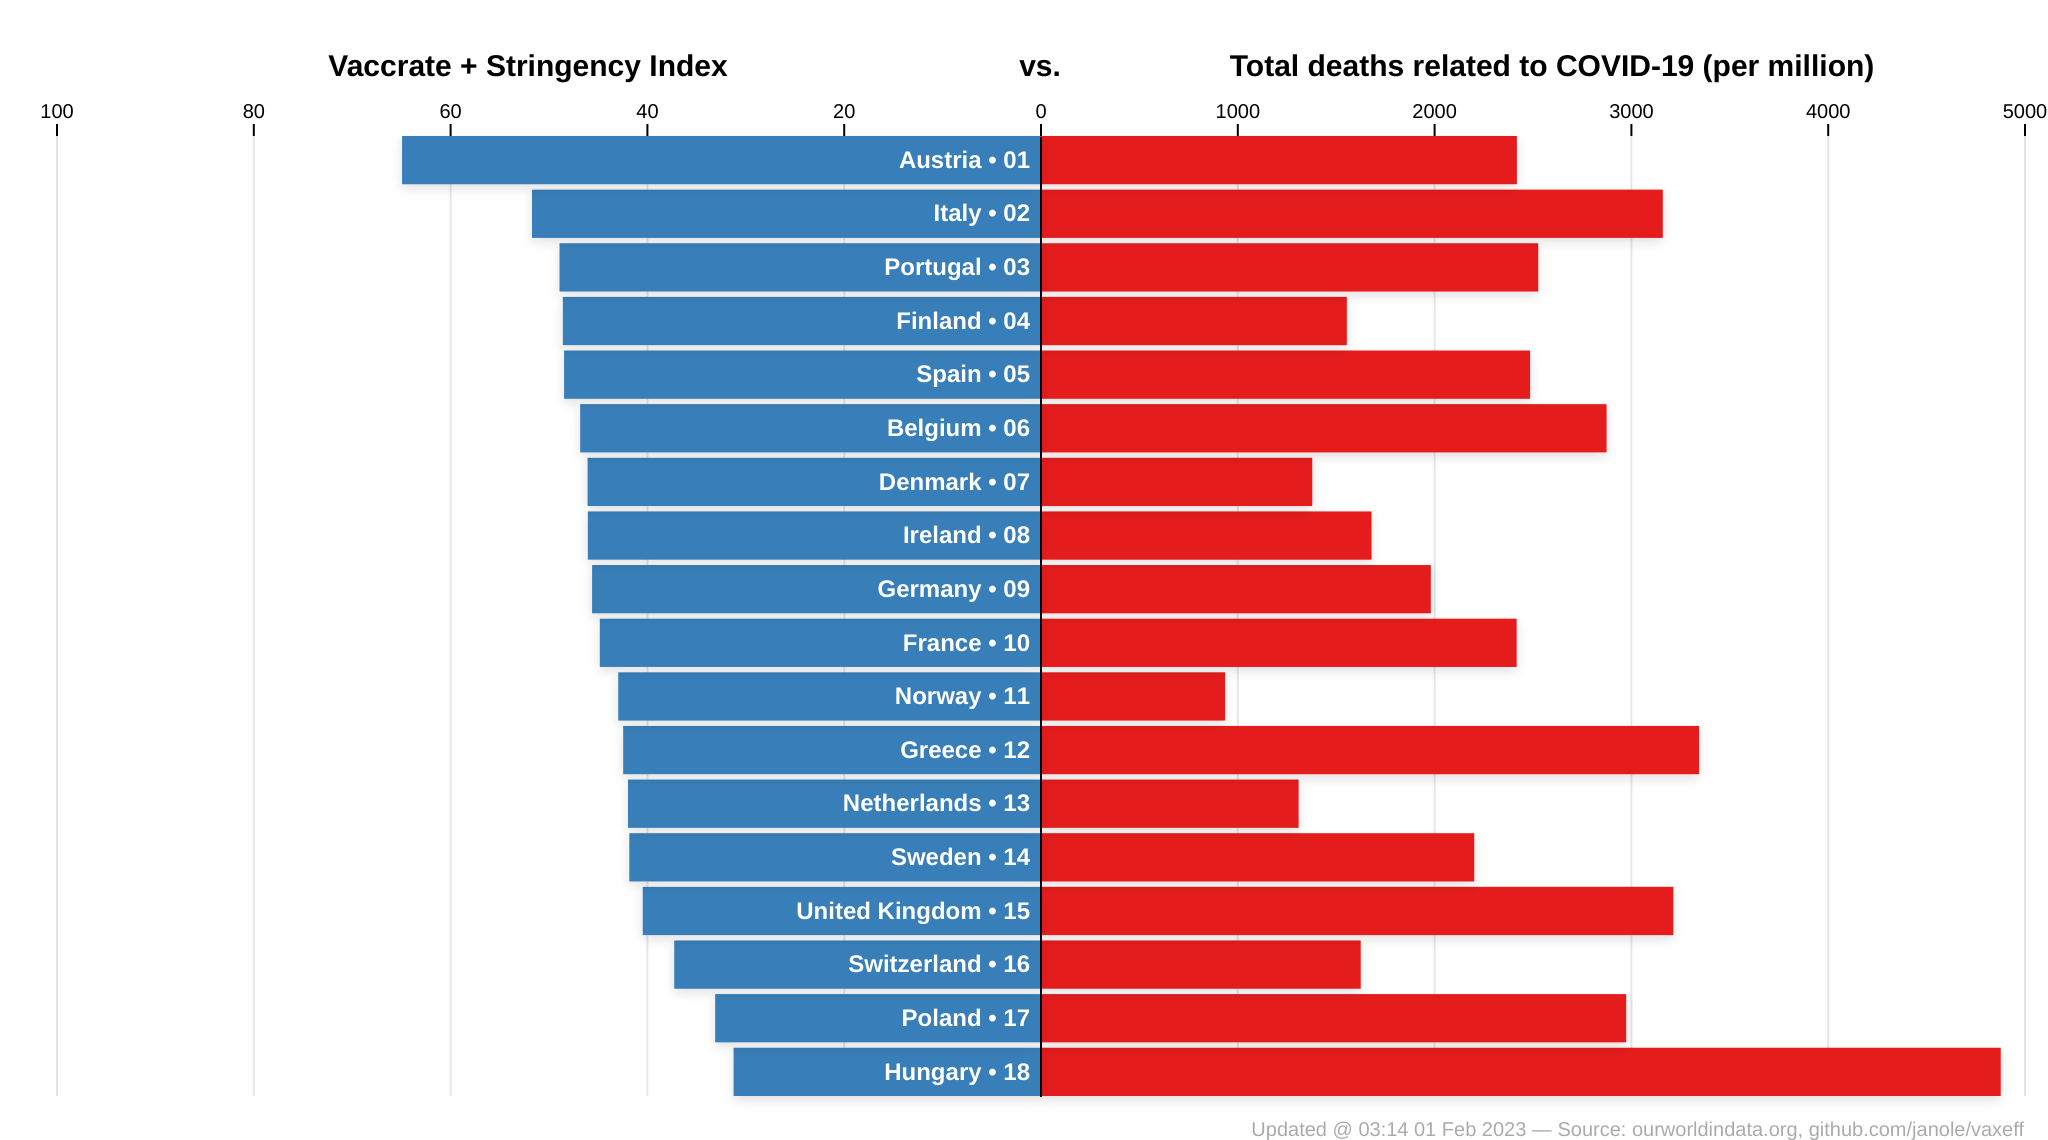 Vaccrate + Stringency Index vs. Total deaths related to COVID-19 (per million)
100 80 60 40 20 0 1000 2000 3000 4000 5000
Austria • 01
Italy • 02
Portugal • 03
Finland • 04
Spain • 05
Belgium • 06
Denmark • 07
Ireland • 08
Germany • 09
France • 10
Norway • 11
Greece • 12
Netherlands • 13
Sweden • 14
United Kingdom • 15
Switzerland • 16
Poland • 17
Hungary • 18
Updated @ 03:14 01 Feb 2023 — Source: ourworldindata.org, github.com/janole/vaxeff